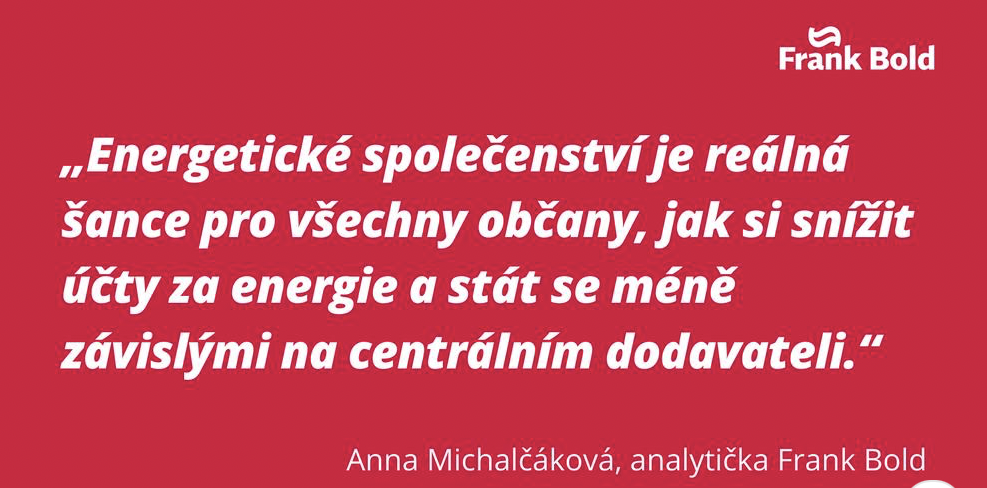 Frank Bold
„Energetické společenství je reálná
šance pro všechny občany, jak si snížit
účty za energie a stát se méně
závislými na centrálním dodavateli.“
Anna Michalčáková, analytička Frank Bold